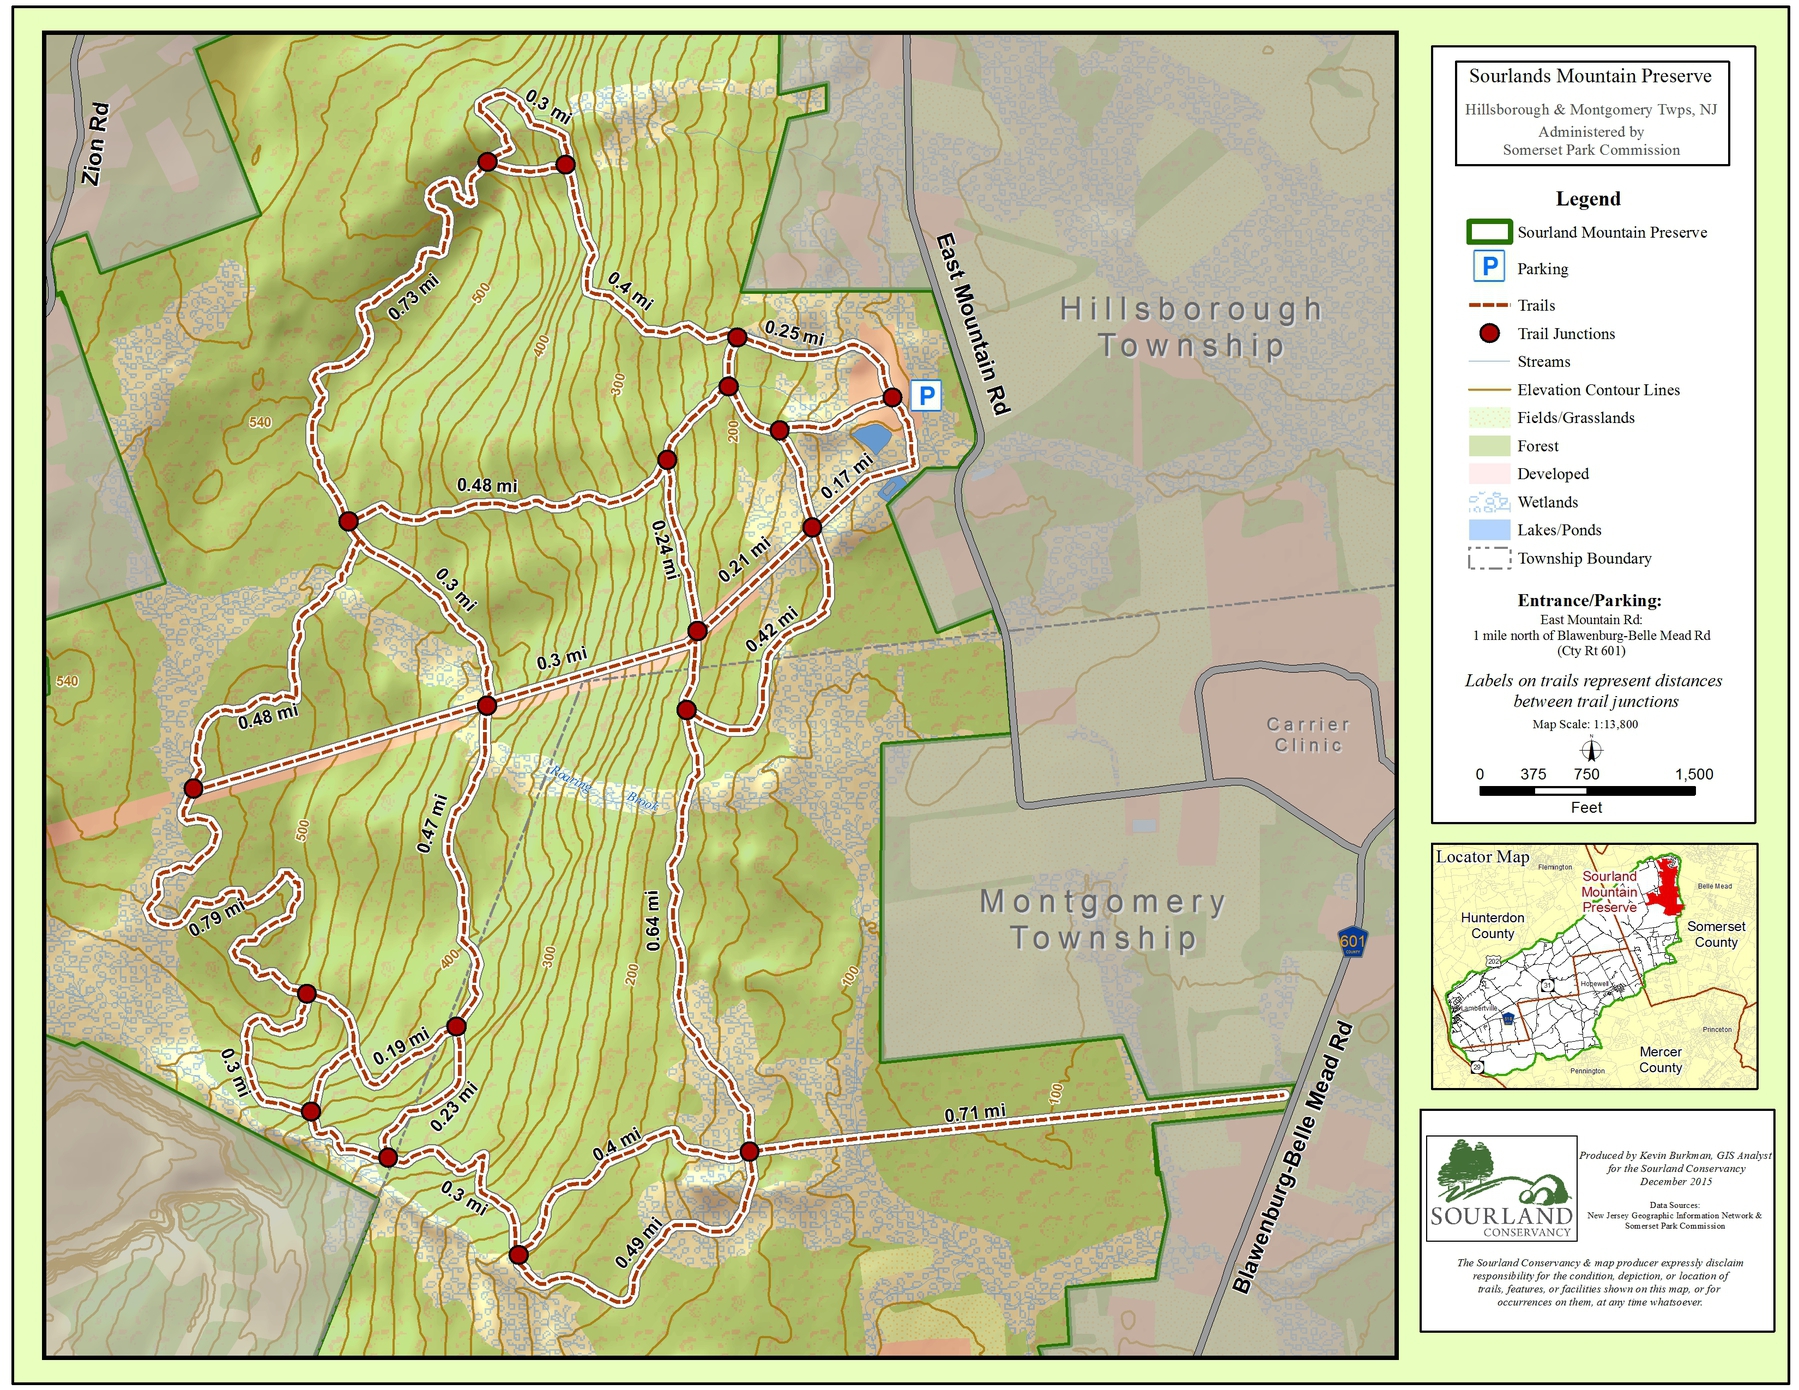 Zion Rd
0.3 mi
0.73 mi
500
400
300
0.4 mi
0.25 mi
P
East Mountain Rd
Hillsborough
Township
540
200
0.48 mi
0.17 mi
0.24 mi
0.21 mi
0.3 mi
0.42 mi
0.3 mi
540
0.48 mi
Carrier
Clinic
Roaring Brook
500
0.47 mi
0.79 mi
0.64 mi
400
300
200
100
Montgomery
Township
601
COUNTY
0.19 mi
0.3 mi
0.23 mi
0.4 mi
0.71 mi
100
0.3 mi
0.49 mi
Blawenburg-Belle Mead Rd
Sourlands Mountain Preserve
Hillsborough & Montgomery Twps, NJ
Administered by
Somerset Park Commission
Legend
Sourland Mountain Preserve
P Parking
Trails
Trail Junctions
Streams
Elevation Contour Lines
Fields/Grasslands
Forest
Developed
Wetlands
Lakes/Ponds
Township Boundary
Entrance/Parking:
East Mountain Rd:
1 mile north of Blawenburg-Belle Mead Rd
(Cty Rt 601)
Labels on trails represent distances
between trail junctions
Map Scale: 1:13,800
N
0 375 750 1,500
Feet
Locator Map
Flemington
Sourland
Mountain
Preserve
Belle Mead
Hunterdon
County
Somerset
County
202
31
Hopewell
Lambertville
Princeton
Mercer
County
29
Pennington
SOURLAND
CONSERVANCY
Produced by Kevin Burkman, GIS Analyst
for the Sourland Conservancy
December 2015
Data Sources:
New Jersey Geographic Information Network &
Somerset Park Commission
The Sourland Conservancy & map producer expressly disclaim
responsibility for the condition, depiction, or location of
trails, features, or facilities shown on this map, or for
occurrences on them, at any time whatsoever.